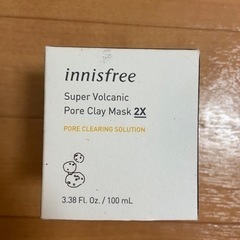 innisfree
Super Volcanic
Pore Clay Mask 2X
PORE CLEARING SOLUTION
3.38 Fl. Oz. / 100 mL